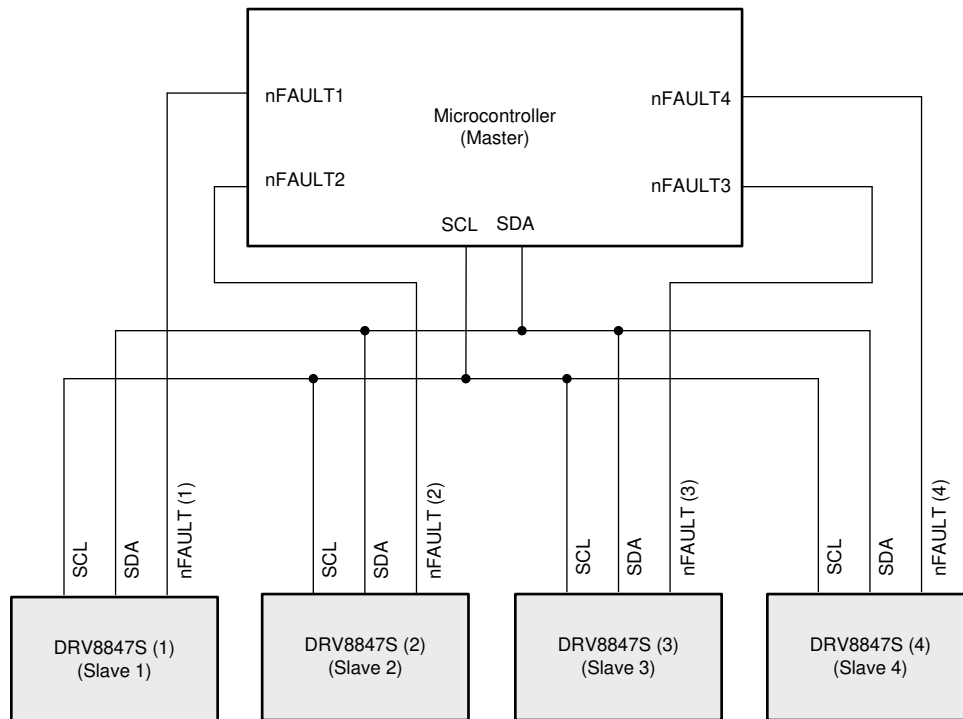 nFAULT1
nFAULT4
Microcontroller
(Master)
nFAULT2
nFAULT3
SCL
SDA
SCL
SDA
nFAULT (1)
SCL
SDA
nFAULT (2)
SCL
SDA
nFAULT (3)
SCL
SDA
nFAULT (4)
DRV8847S (1)
(Slave 1)
DRV8847S (2)
(Slave 2)
DRV8847S (3)
(Slave 3)
DRV8847S (4)
(Slave 4)